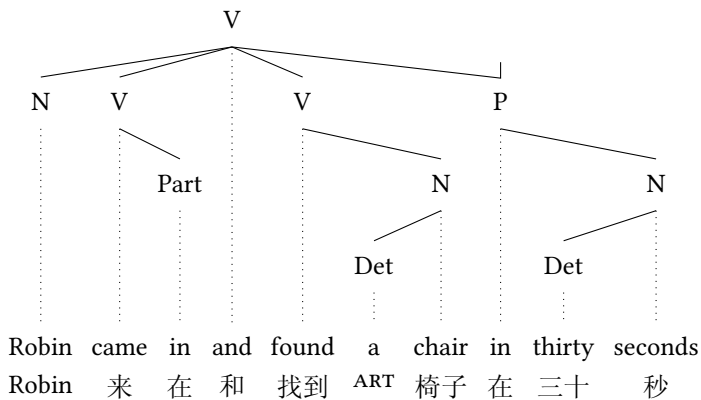 V
N V V P
Part N N
Det Det
Robin came in and found a chair in thirty seconds
Robin 来 在 和 找到 ART 椅子 在 三十 秒